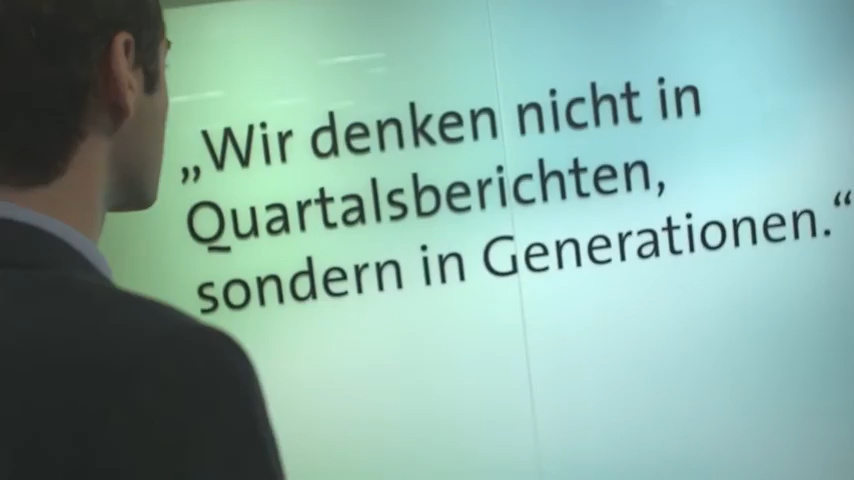 „Wir denken nicht in
Quartalsberichten,
sondern in Generationen.“